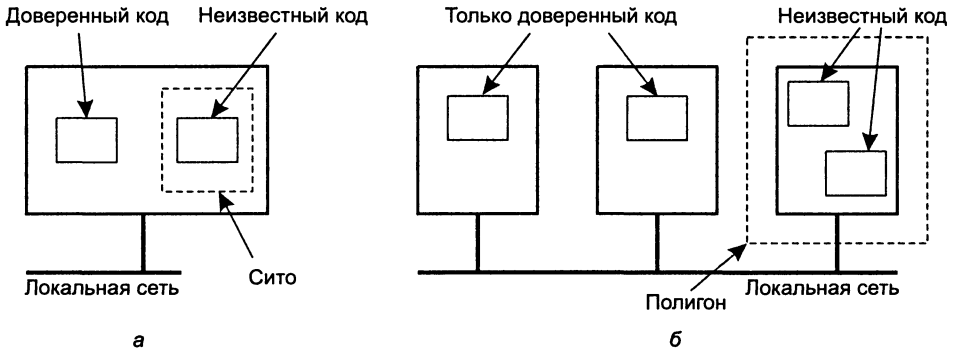 Доверенный код
Неизвестный код
Сито
Локальная сеть
а
Только доверенный код
Неизвестный код
Полигон
Локальная сеть
б